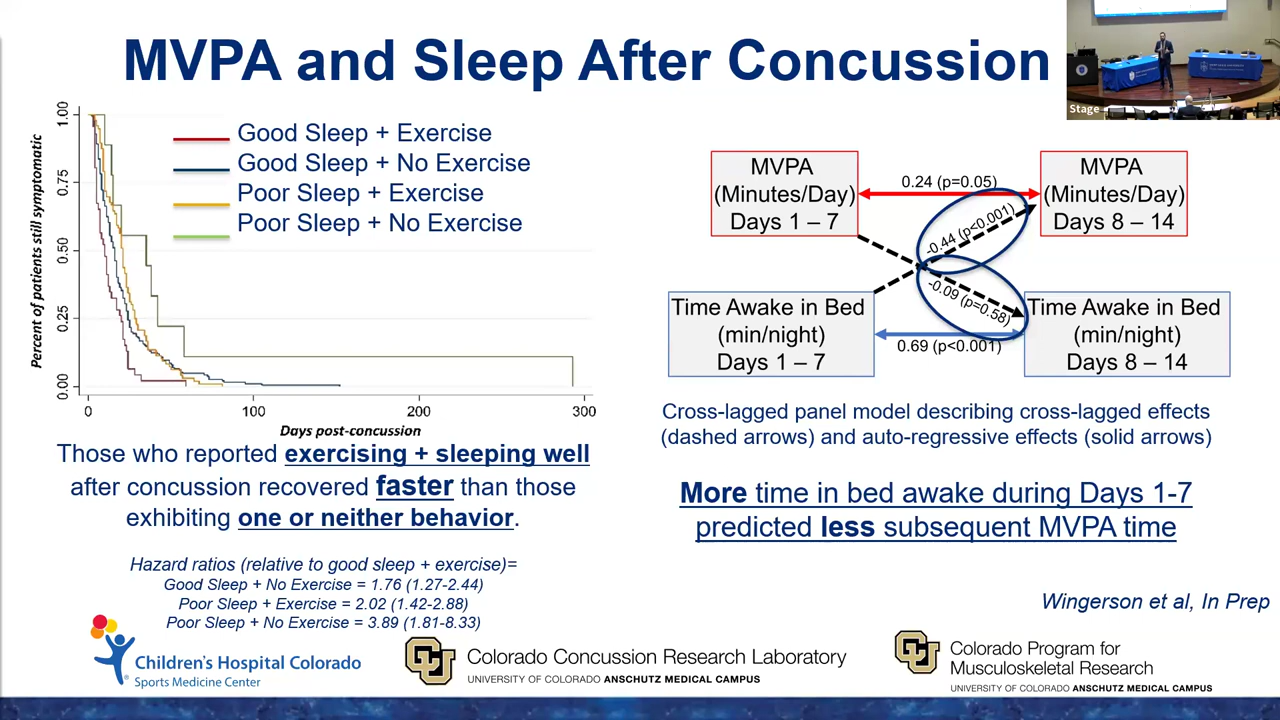 MVPA and Sleep After Concussion
Stage
Percent of patients still symptomatic
1.00
0.75
0.50
0.25
0.00
0
100
200
300
Days post-concussion
Good Sleep + Exercise
Good Sleep + No Exercise
Poor Sleep + Exercise
Poor Sleep + No Exercise
Those who reported exercising + sleeping well
after concussion recovered faster than those
exhibiting one or neither behavior.
Hazard ratios (relative to good sleep + exercise)=
Good Sleep + No Exercise = 1.76 (1.27-2.44)
Poor Sleep + Exercise = 2.02 (1.42-2.88)
Poor Sleep + No Exercise = 3.89 (1.81-8.33)
MVPA
(Minutes/Day)
Days 1 – 7
0.24 (p=0.05)
MVPA
(Minutes/Day)
Days 8 – 14
-0.44 (p<0.001)
-0.09 (p=0.58)
Time Awake in Bed
(min/night)
Days 1 – 7
0.69 (p<0.001)
Time Awake in Bed
(min/night)
Days 8 – 14
Cross-lagged panel model describing cross-lagged effects
(dashed arrows) and auto-regressive effects (solid arrows)
More time in bed awake during Days 1-7
predicted less subsequent MVPA time
Wingerson et al, In Prep
Children's Hospital Colorado
Sports Medicine Center
CU
Colorado Concussion Research Laboratory
UNIVERSITY OF COLORADO ANSCHUTZ MEDICAL CAMPUS
CU
Colorado Program for
Musculoskeletal Research
UNIVERSITY OF COLORADO ANSCHUTZ MEDICAL CAMPUS